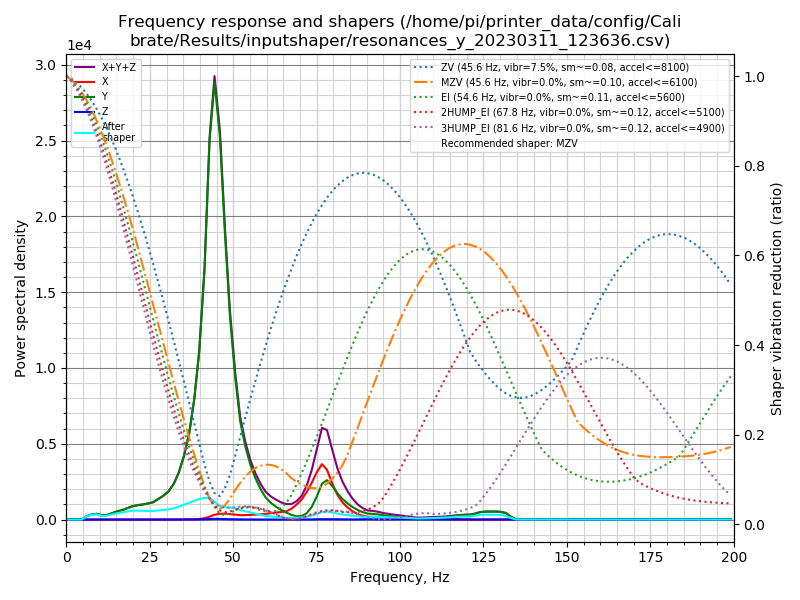 Frequency response and shapers (/home/pi/printer_data/config/Cali
brate/Results/inputshaper/resonances_y_20230311_123636.csv)
1e4
X+Y+Z
X
Y
Z
After
shaper
ZV (45.6 Hz, vibr=7.5%, sm~=0.08, accel<=8100)
MZV (45.6 Hz, vibr=0.0%, sm~=0.10, accel<=6100)
EI (54.6 Hz, vibr=0.0%, sm~=0.11, accel<=5600)
2HUMP_EI (67.8 Hz, vibr=0.0%, sm~=0.12, accel<=5100)
3HUMP_EI (81.6 Hz, vibr=0.0%, sm~=0.12, accel<=4900)
Recommended shaper: MZV
Power spectral density
3.0
2.5
2.0
1.5
1.0
0.5
0.0
Shaper vibration reduction (ratio)
1.0
0.8
0.6
0.4
0.2
0.0
0 25 50 75 100 125 150 175 200
Frequency, Hz